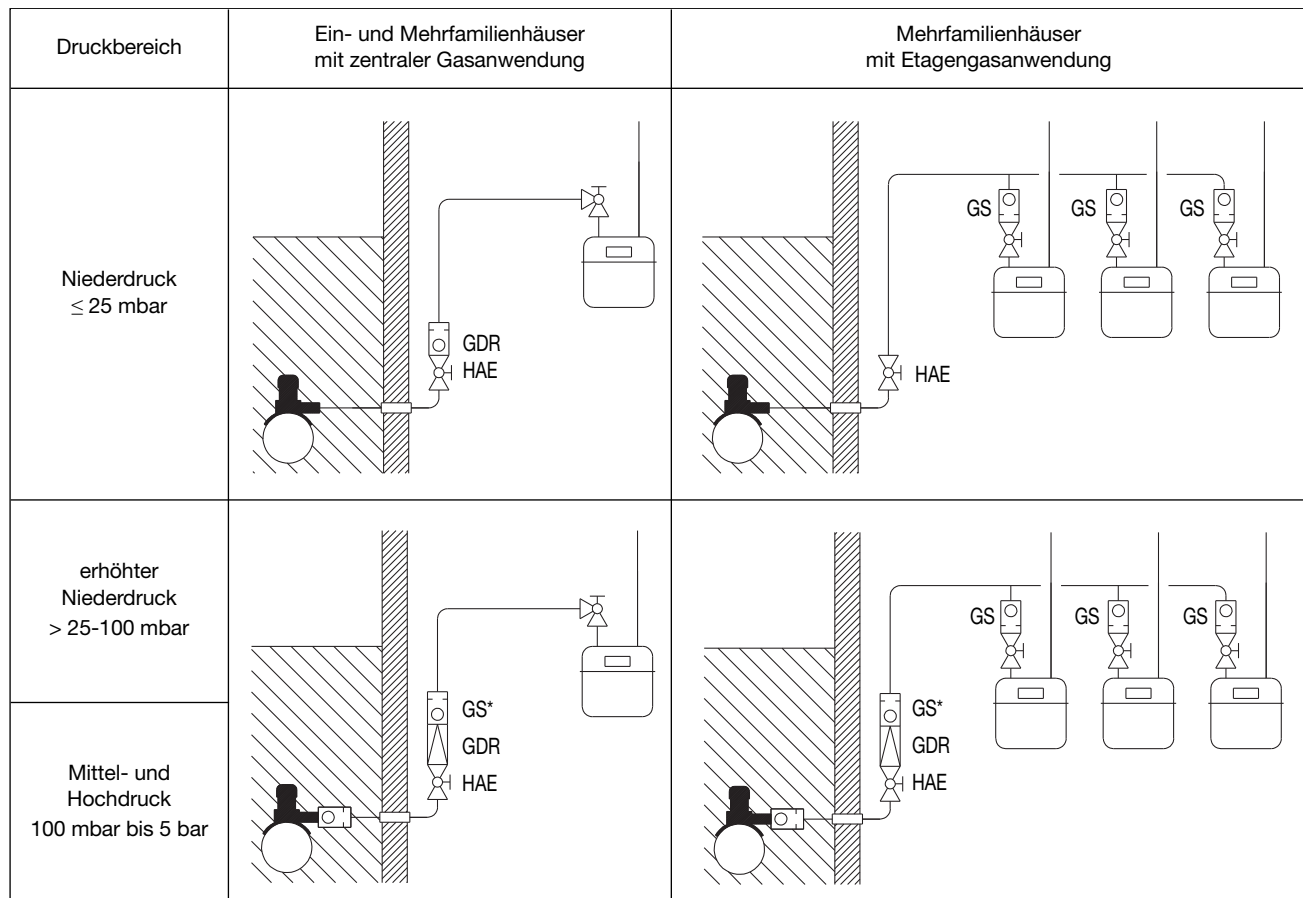 Druckbereich
Ein- und Mehrfamilienhäuser
mit zentraler Gasanwendung
Mehrfamilienhäuser
mit Etagengasanwendung
Niederdruck
≤ 25 mbar
GDR
HAE
GS
GS
GS
HAE
erhöhter
Niederdruck
> 25-100 mbar
Mittel- und
Hochdruck
100 mbar bis 5 bar
GS*
GDR
HAE
GS
GS
GS
GS*
GDR
HAE